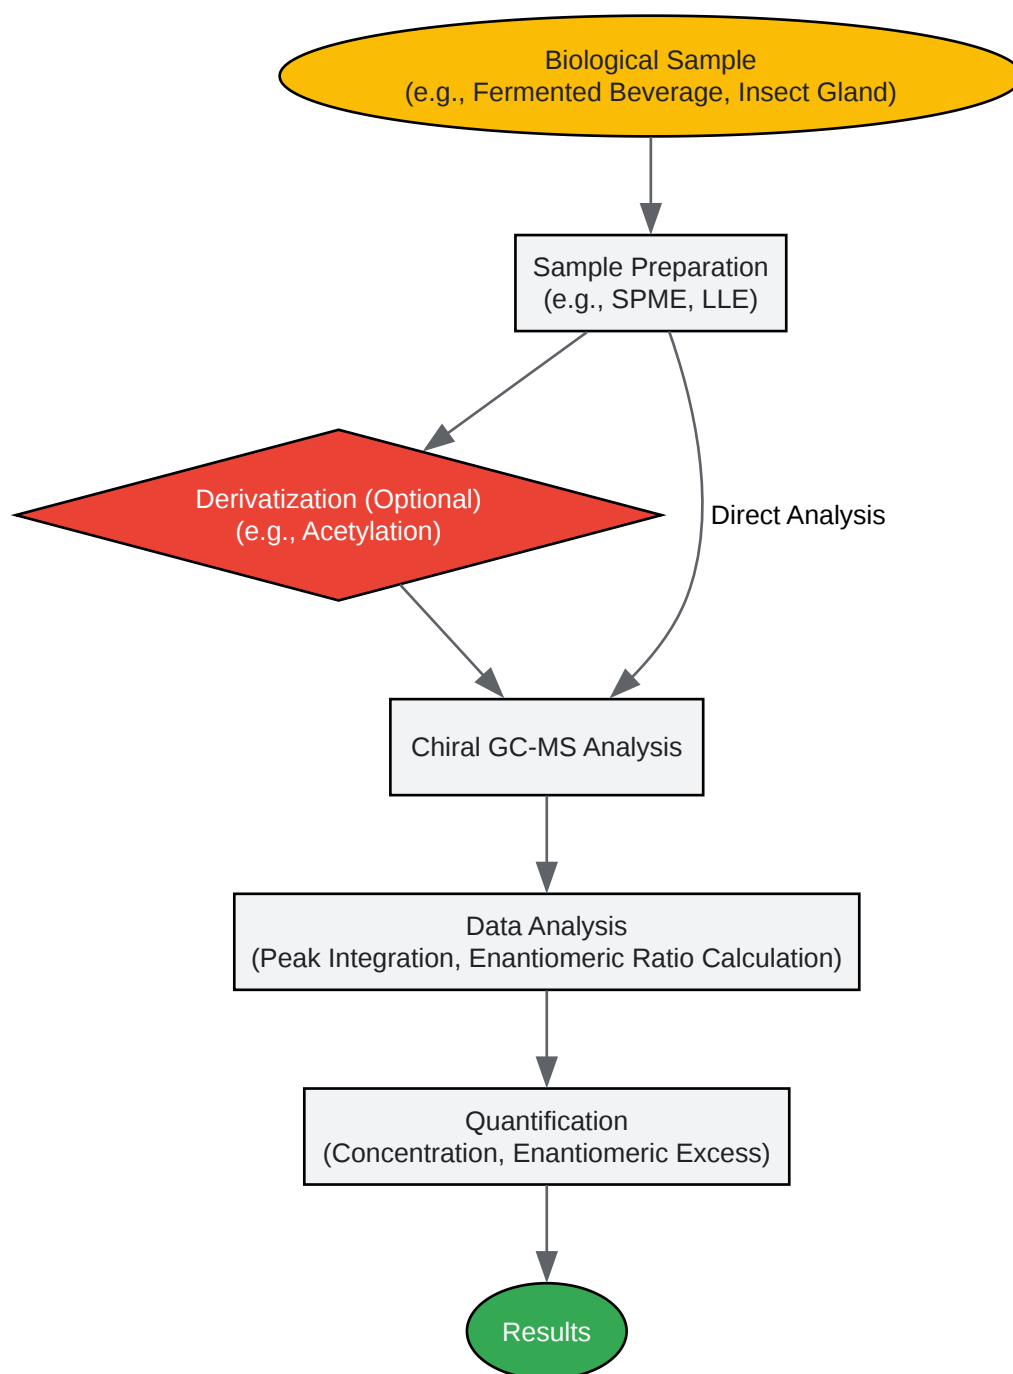 Biological Sample
(e.g., Fermented Beverage, Insect Gland)
Sample Preparation
(e.g., SPME, LLE)
Derivatization (Optional)
(e.g., Acetylation)
Direct Analysis
Chiral GC-MS Analysis
Data Analysis
(Peak Integration, Enantiomeric Ratio Calculation)
Quantification
(Concentration, Enantiomeric Excess)
Results